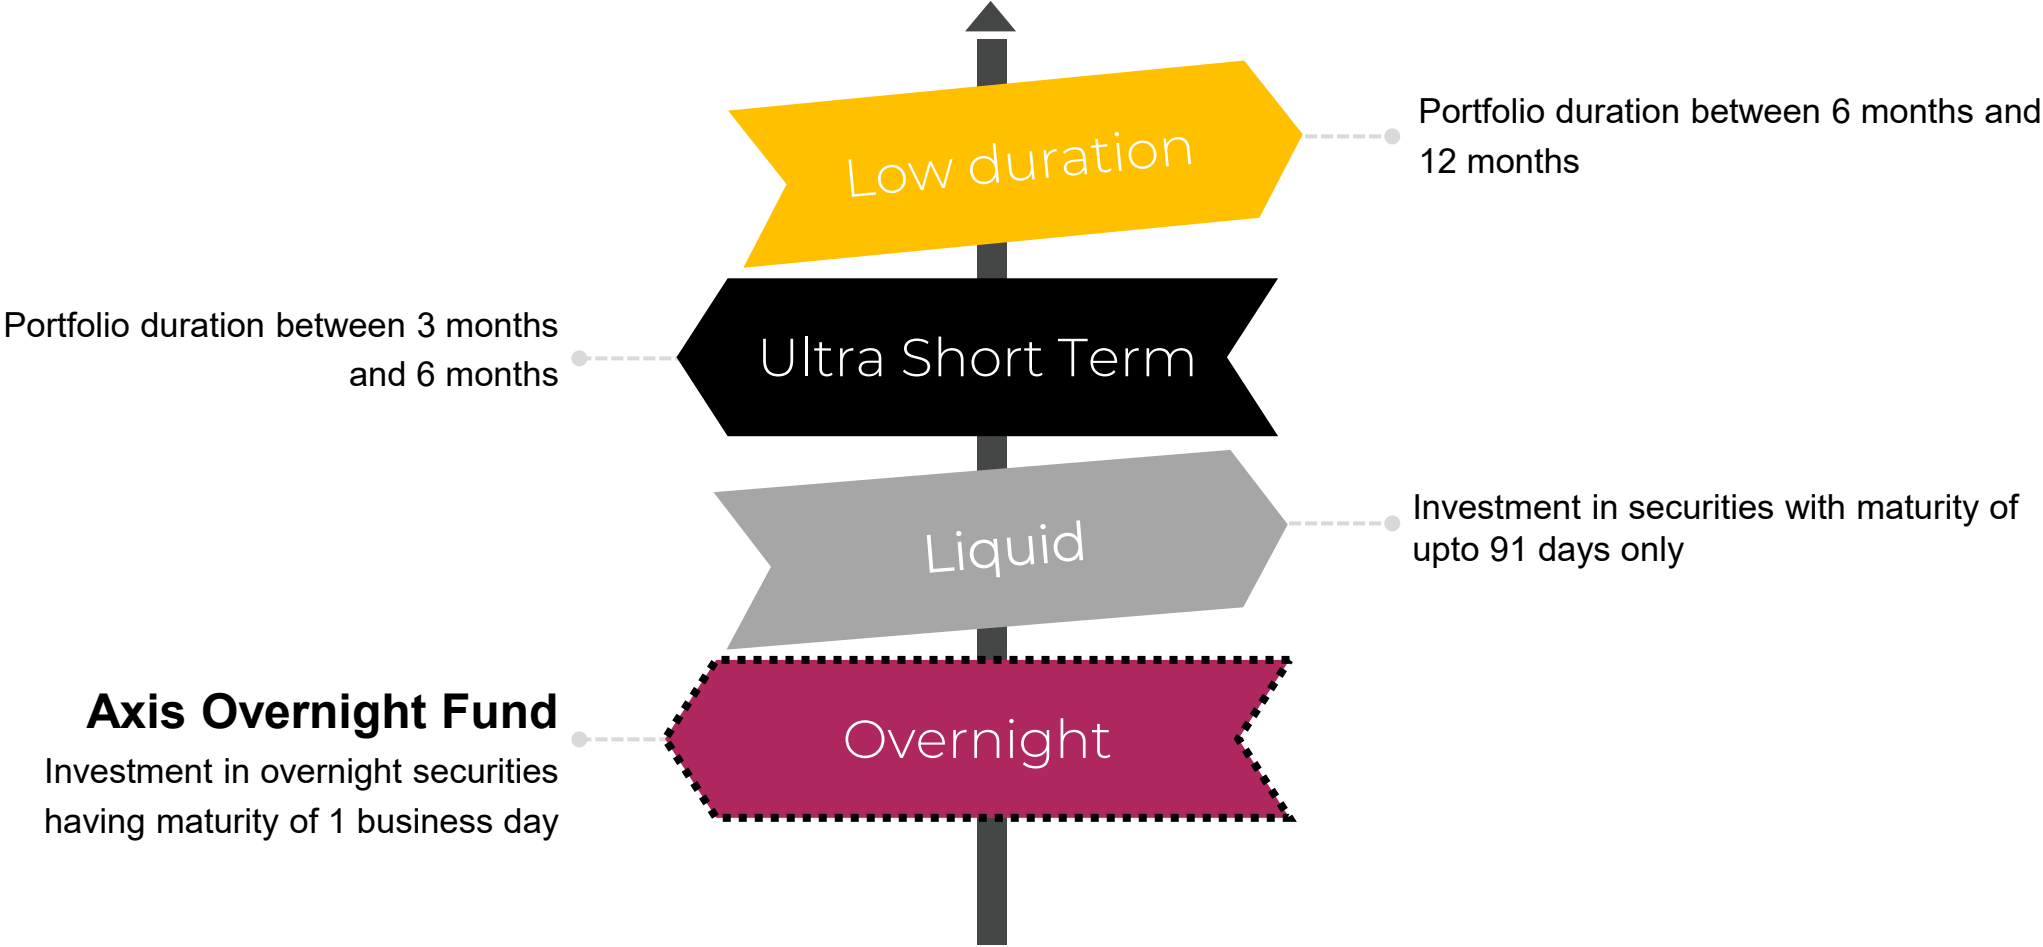 Low duration
Portfolio duration between 6 months and
12 months
Portfolio duration between 3 months
and 6 months
Ultra Short Term
Liquid
Investment in securities with maturity of
upto 91 days only
Axis Overnight Fund
Investment in overnight securities
having maturity of 1 business day
Overnight